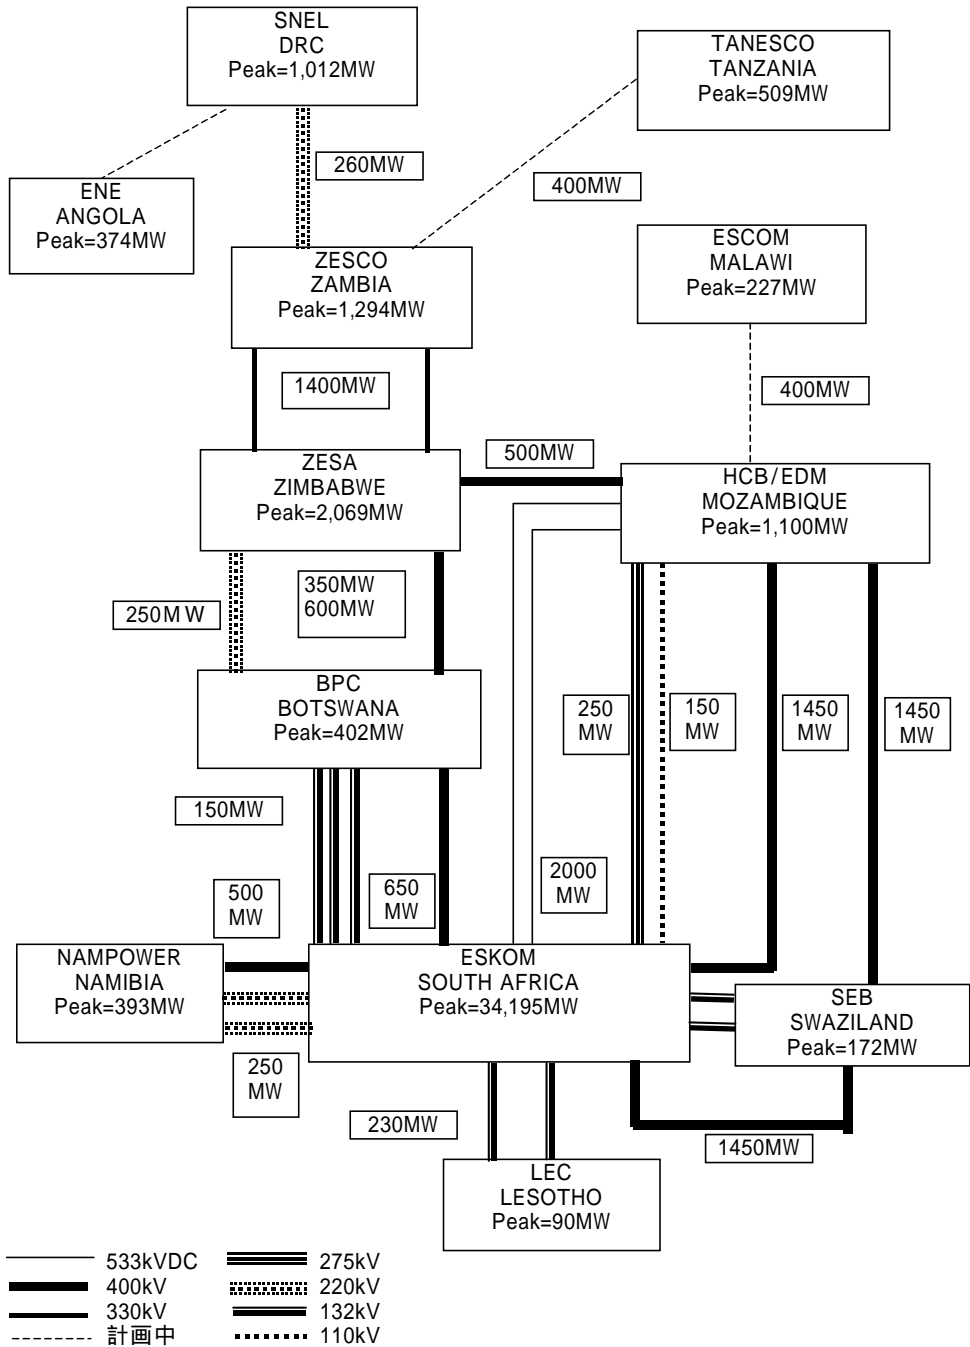 SNEL
DRC
Peak=1,012MW
TANESCO
TANZANIA
Peak=509MW
260MW
400MW
ENE
ANGOLA
Peak=374MW
ESCOM
MALAWI
Peak=227MW
ZESCO
ZAMBIA
Peak=1,294MW
1400MW
400MW
500MW
ZESA
ZIMBABWE
Peak=2,069MW
HCB/EDM
MOZAMBIQUE
Peak=1,100MW
350MW
600MW
250MW
BPC
BOTSWANA
Peak=402MW
250
MW
150
MW
1450
MW
1450
MW
150MW
500
MW
650
MW
2000
MW
NAMPOWER
NAMIBIA
Peak=393MW
ESKOM
SOUTH AFRICA
Peak=34,195MW
SEB
SWAZILAND
Peak=172MW
250
MW
230MW
1450MW
LEC
LESOTHO
Peak=90MW
533kVDC
400kV
330kV
計画中
275kV
220kV
132kV
110kV